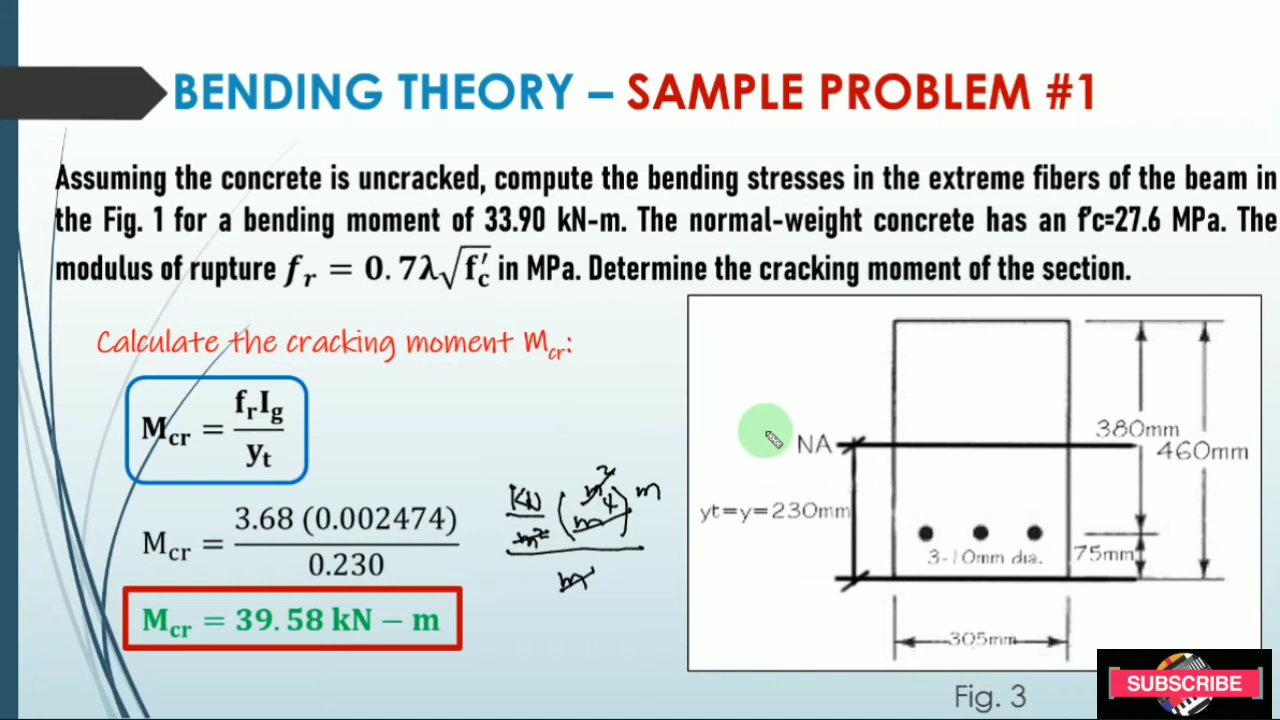 BENDING THEORY – SAMPLE PROBLEM #1
Assuming the concrete is uncracked, compute the bending stresses in the extreme fibers of the beam in
the Fig. 1 for a bending moment of 33.90 kN-m. The normal-weight concrete has an f'c=27.6 MPa. The
modulus of rupture fr = 0.7λ√f'c in MPa. Determine the cracking moment of the section.
Calculate the cracking moment Mcr:
Mcr = frIg / yt
Mcr = 3.68 (0.002474) / 0.230
Mcr = 39.58 kN − m
KN / m² (m⁴) m² m
m
NA
380mm
460mm
yt=y=230mm
3-10mm dia.
75mm
305mm
Fig. 3
SUBSCRIBE